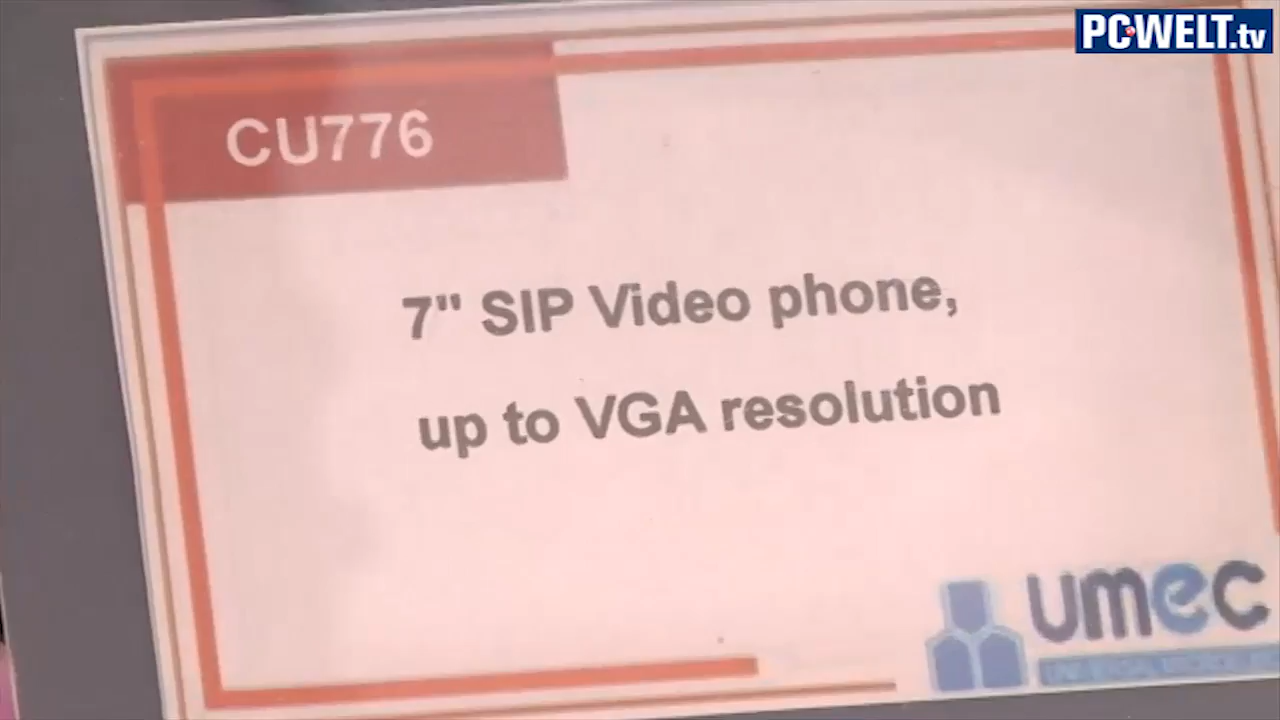 PCWELT.tv
CU776
7" SIP Video phone,
up to VGA resolution
umec